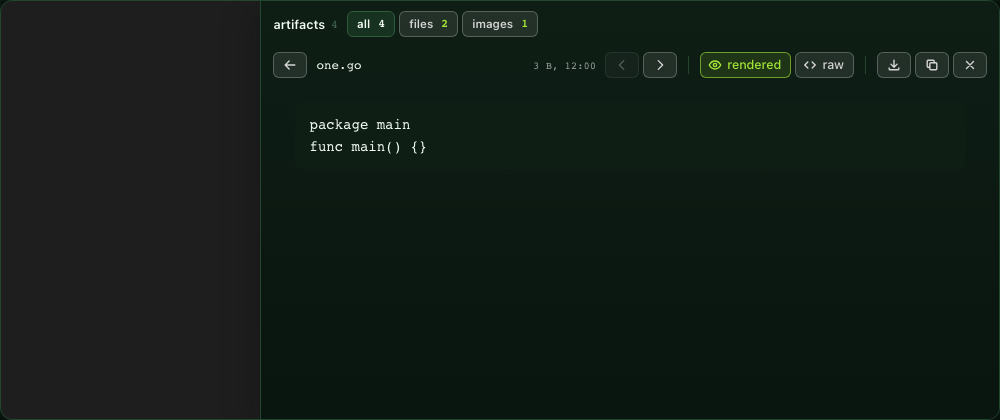 artifacts 4 all 4 files 2 images 1
one.go 3 B, 12:00 rendered raw
package main
func main() {}